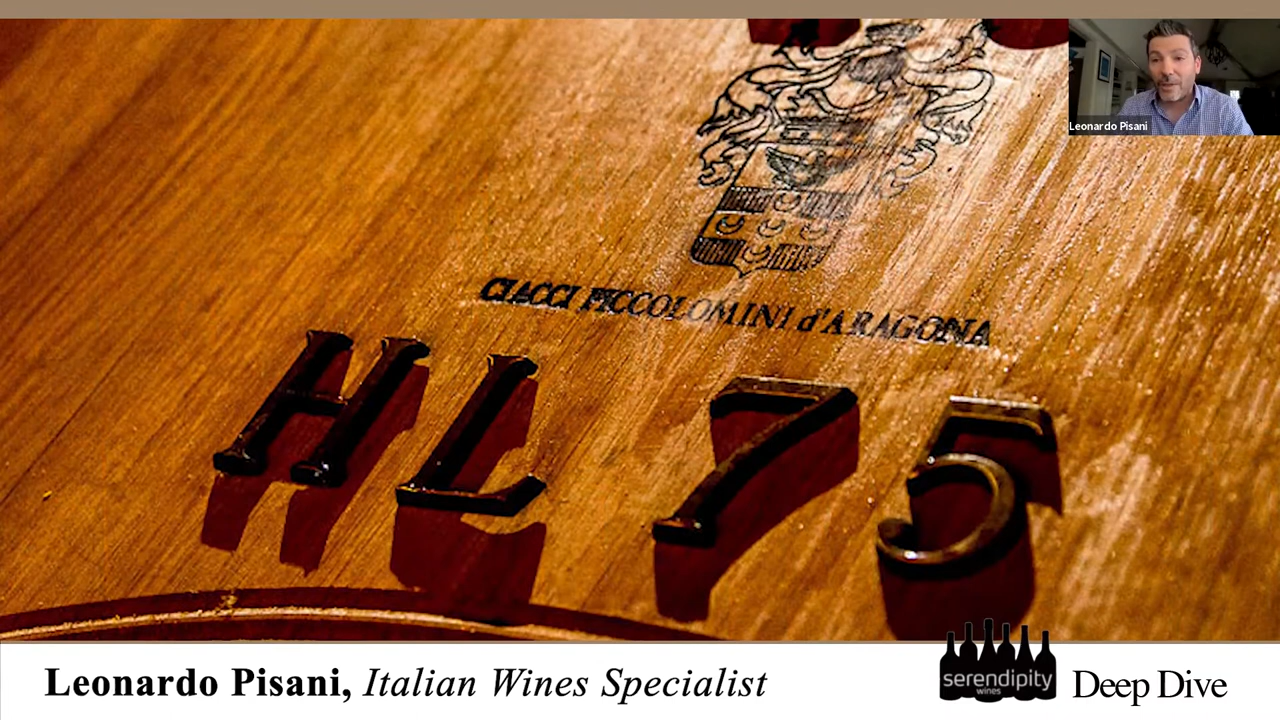 Leonardo Pisani
CIACCI PICCOLOMINI d'ARAGONA
HL 75
Leonardo Pisani, Italian Wines Specialist
serendipity
wines
Deep Dive